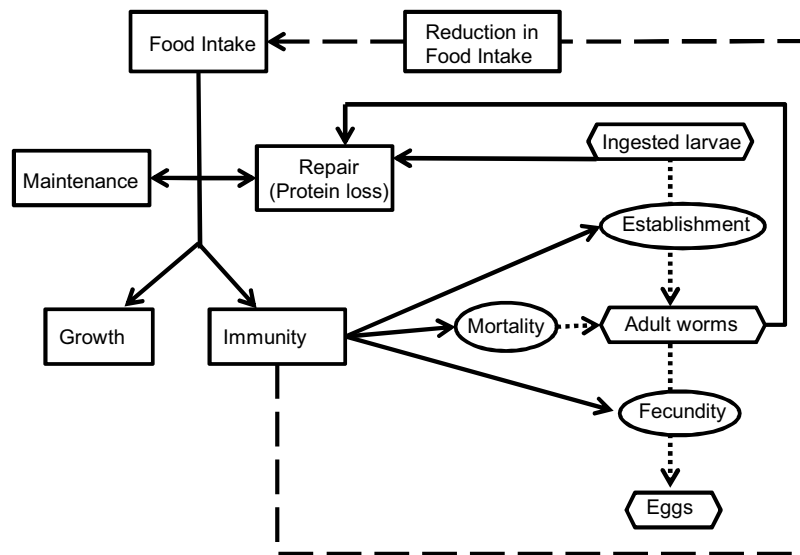 Food Intake
Reduction in
Food Intake
Ingested larvae
Repair
(Protein loss)
Maintenance
Establishment
Growth
Immunity
Mortality
Adult worms
Fecundity
Eggs